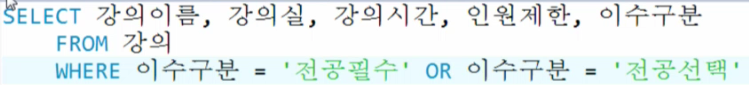 SELECT 강의이름, 강의실, 강의시간, 인원제한, 이수구분
FROM 강의
WHERE 이수구분 = '전공필수' OR 이수구분 = '전공선택'